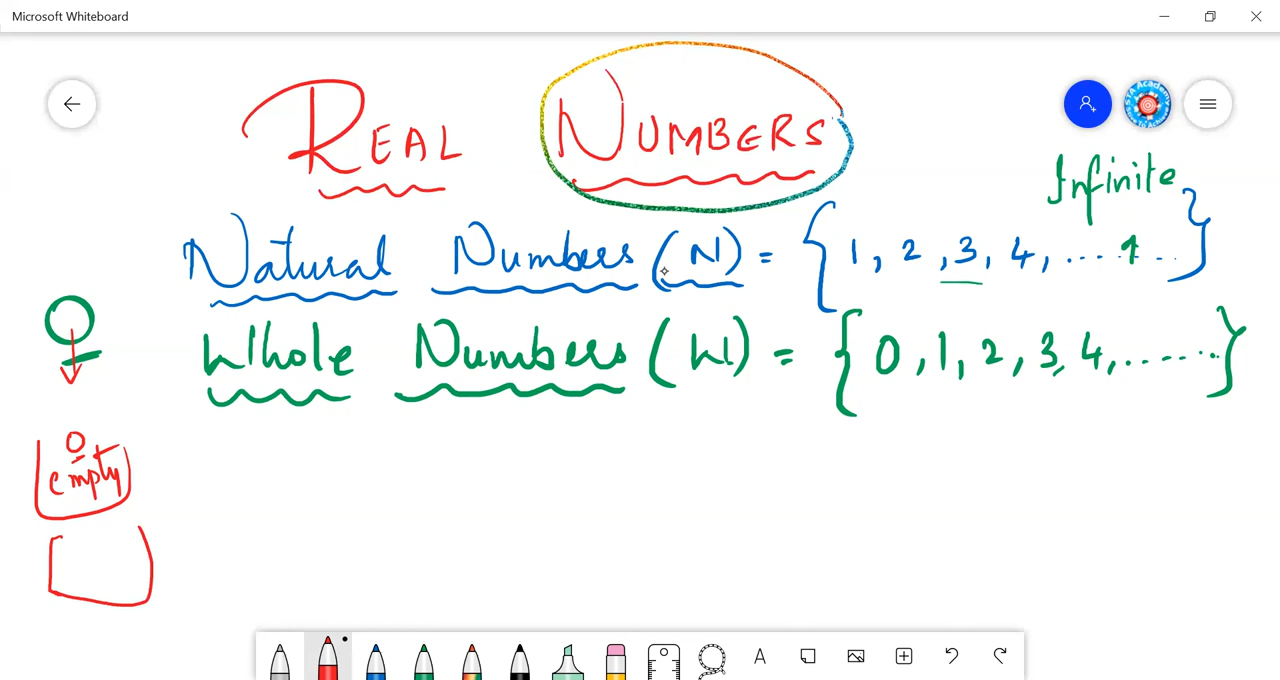 Microsoft Whiteboard
REAL NUMBERS
Infinite
Natural Numbers (N) = { 1, 2, 3, 4, ........ }
Whole Numbers (W) = { 0, 1, 2, 3, 4, ....... }
0
0
empty
A